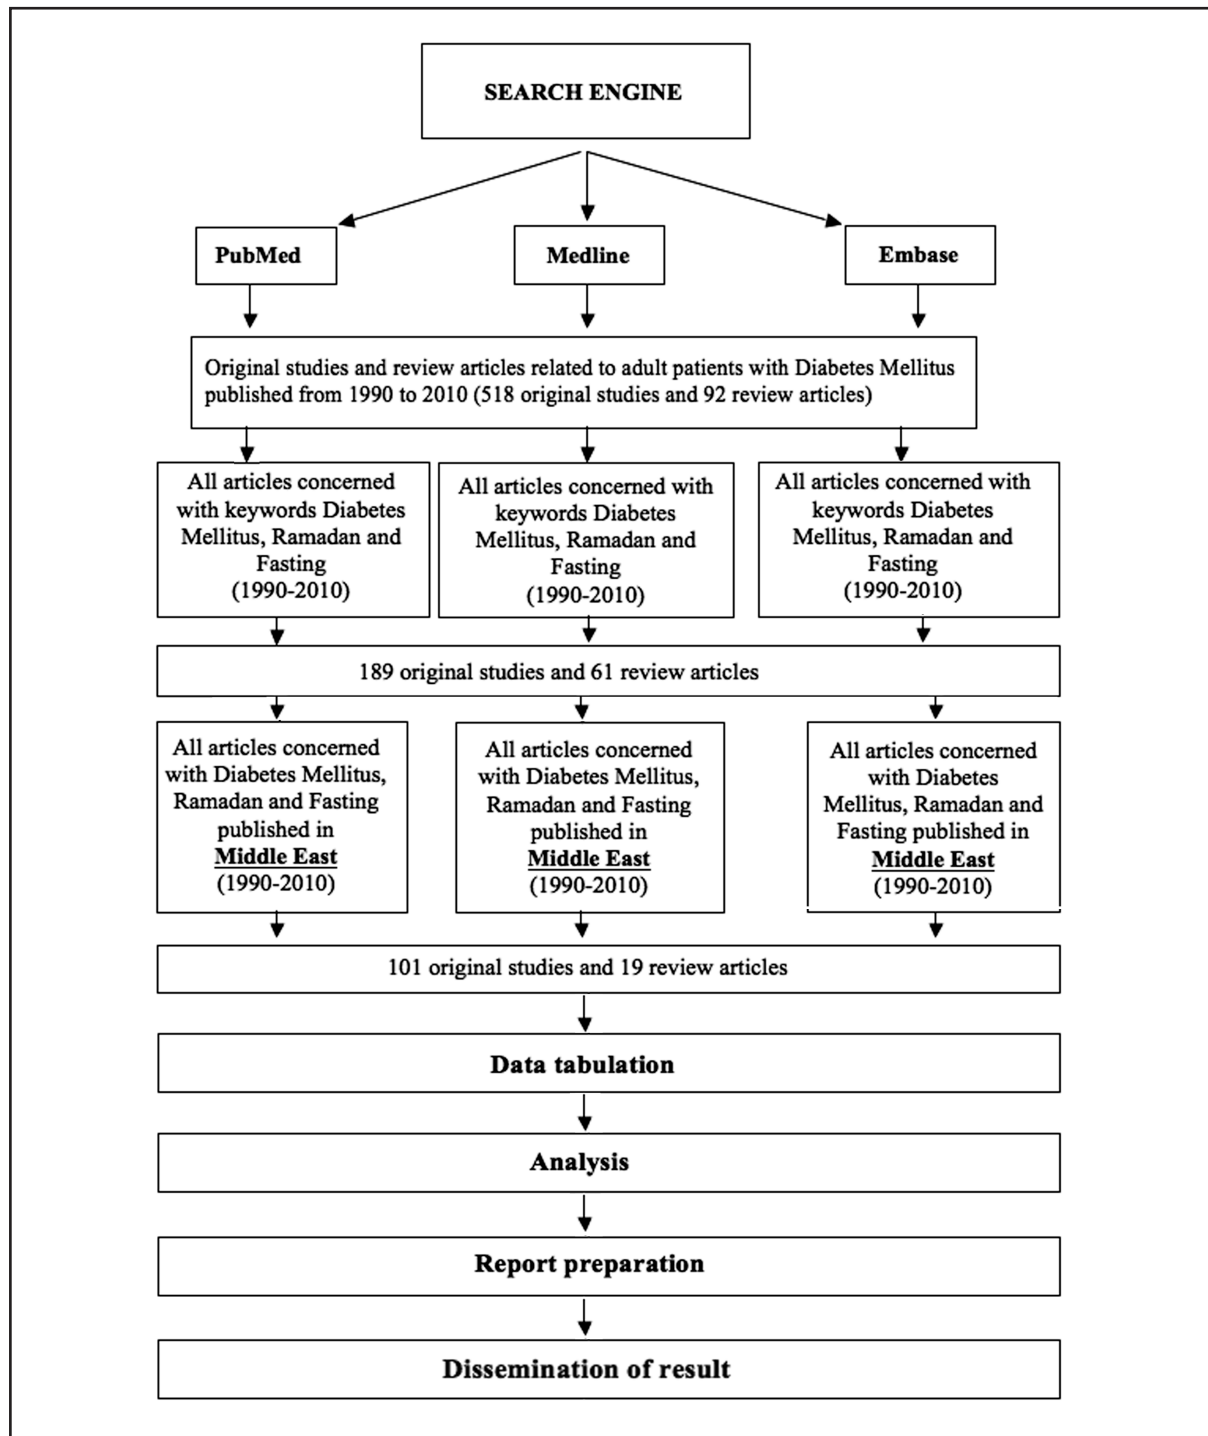 SEARCH ENGINE
PubMed
Medline
Embase
Original studies and review articles related to adult patients with Diabetes Mellitus
published from 1990 to 2010 (518 original studies and 92 review articles)
All articles concerned
with keywords Diabetes
Mellitus, Ramadan and
Fasting
(1990-2010)
All articles concerned with
keywords Diabetes
Mellitus, Ramadan and
Fasting
(1990-2010)
All articles concerned with
keywords Diabetes
Mellitus, Ramadan and
Fasting
(1990-2010)
189 original studies and 61 review articles
All articles concerned
with Diabetes Mellitus,
Ramadan and Fasting
published in
Middle East
(1990-2010)
All articles concerned
with Diabetes Mellitus,
Ramadan and Fasting
published in
Middle East
(1990-2010)
All articles concerned
with Diabetes
Mellitus, Ramadan and
Fasting published in
Middle East
(1990-2010)
101 original studies and 19 review articles
Data tabulation
Analysis
Report preparation
Dissemination of result